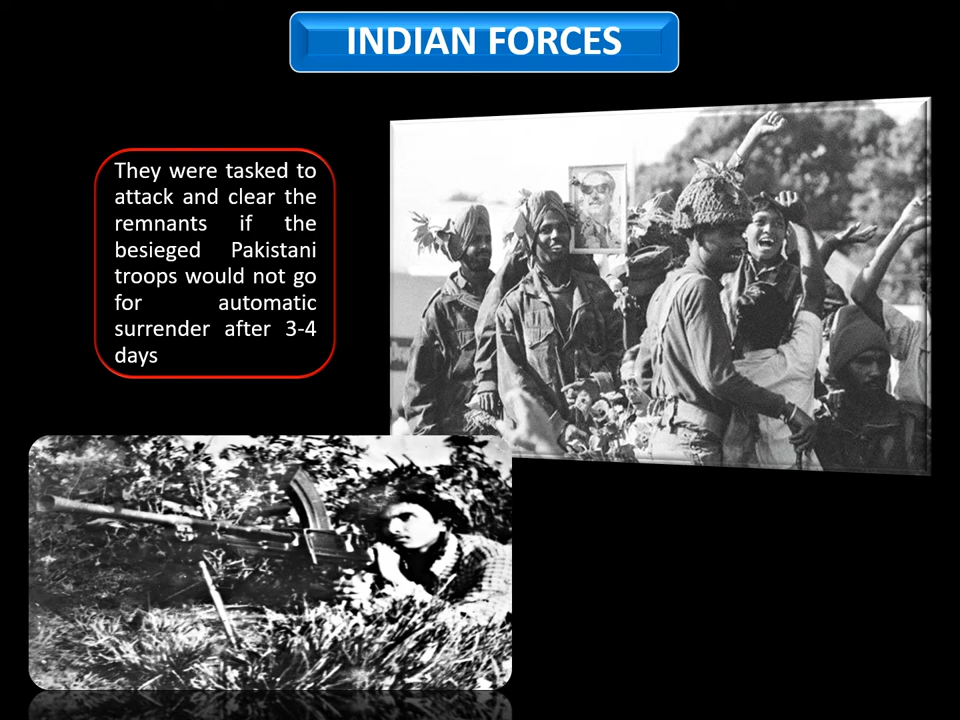 INDIAN FORCES
They were tasked to
attack and clear the
remnants if the
besieged Pakistani
troops would not go
for automatic
surrender after 3-4
days